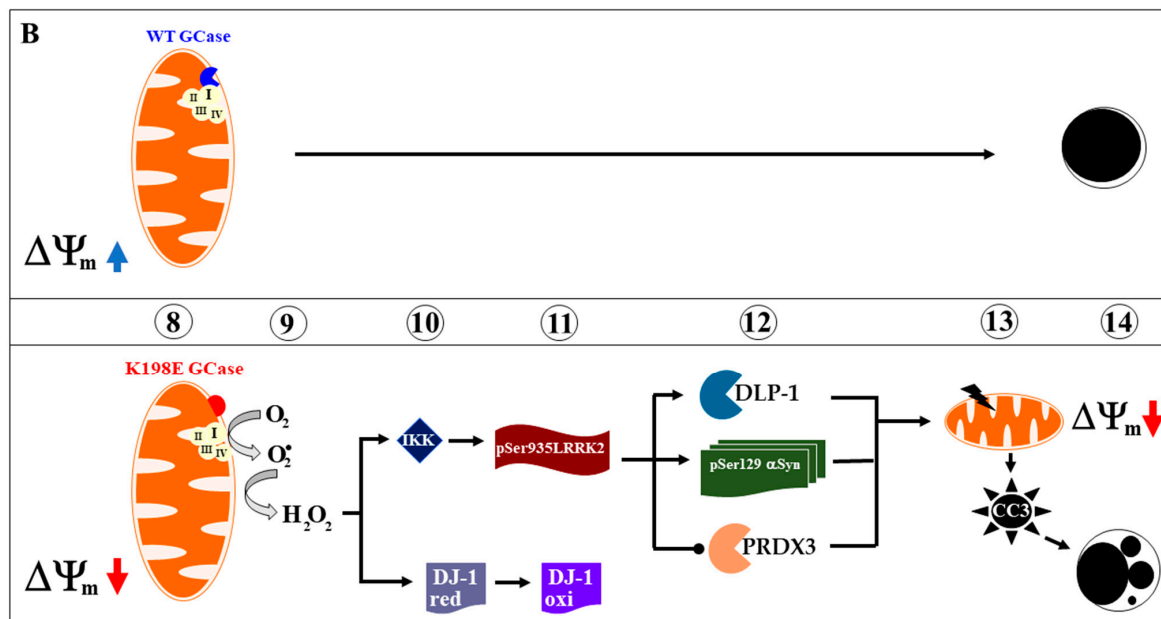 B
WT GCase
I
II
III
IV
ΔΨm
8
9
10
11
12
13
14
K198E GCase
O2
I
II
III
IV
O2•
H2O2
ΔΨm
IKK
pSer935LRRK2
DJ-1
red
DJ-1
oxi
DLP-1
pSer129 αSyn
PRDX3
ΔΨm
CC3